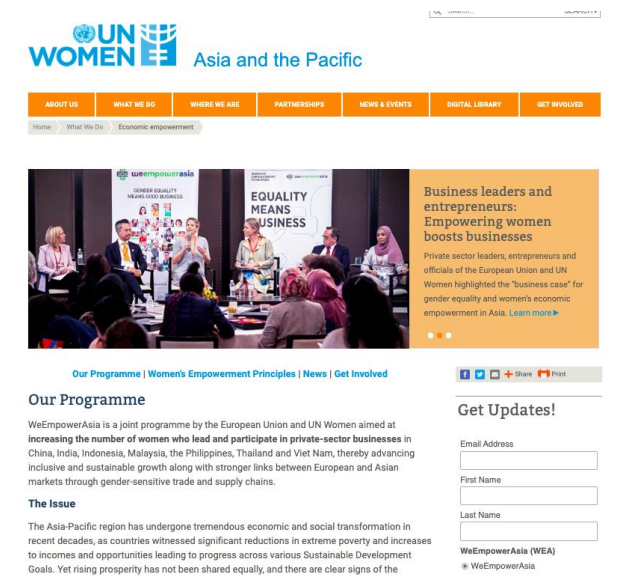 UN
WOMEN
Asia and the Pacific
ABOUT US
WHAT WE DO
WHERE WE ARE
PARTNERSHIPS
NEWS & EVENTS
DIGITAL LIBRARY
GET INVOLVED
Home
What We Do
Economic empowerment
weempowerasia
GENDER EQUALITY
MEANS GOOD BUSINESS
EQUALITY
MEANS
BUSINESS
Business leaders and
entrepreneurs:
Empowering women
boosts businesses
Private sector leaders, entrepreneurs and
officials of the European Union and UN
Women highlighted the "business case" for
gender equality and women's economic
empowerment in Asia. Learn more
Our Programme | Women's Empowerment Principles | News | Get Involved
Share
Print
Our Programme
WeEmpowerAsia is a joint programme by the European Union and UN Women aimed at
increasing the number of women who lead and participate in private-sector businesses in
China, India, Indonesia, Malaysia, the Philippines, Thailand and Viet Nam, thereby advancing
inclusive and sustainable growth along with stronger links between European and Asian
markets through gender-sensitive trade and supply chains.
The Issue
The Asia-Pacific region has undergone tremendous economic and social transformation in
recent decades, as countries witnessed significant reductions in extreme poverty and increases
to incomes and opportunities leading to progress across various Sustainable Development
Goals. Yet rising prosperity has not been shared equally, and there are clear signs of the
Get Updates!
Email Address
First Name
Last Name
WeEmpowerAsia (WEA)
WeEmpowerAsia